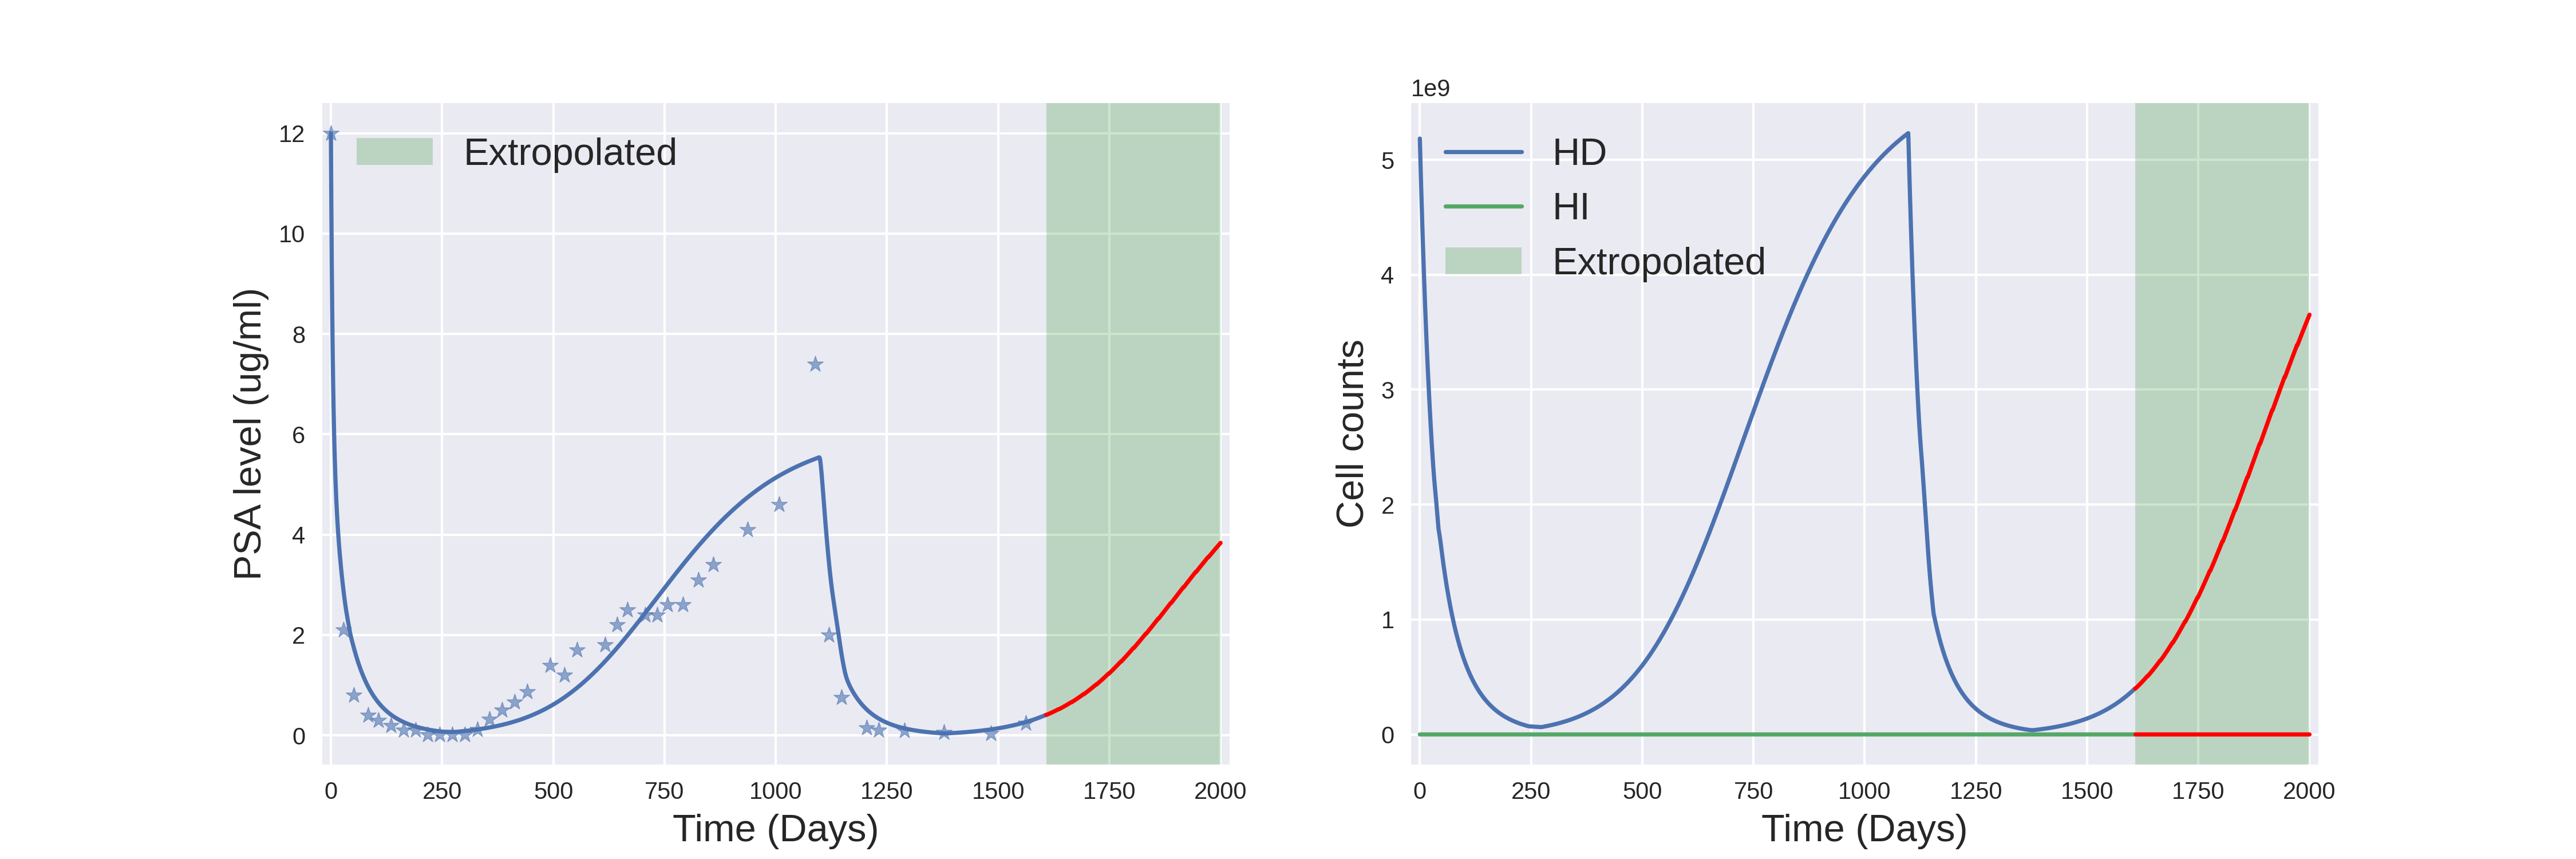 Extropolated
12
10
8
6
4
2
0
PSA level (ug/ml)
0 250 500 750 1000 1250 1500 1750 2000
Time (Days)
1e9
HD
HI
Extropolated
5
4
3
2
1
0
Cell counts
0 250 500 750 1000 1250 1500 1750 2000
Time (Days)